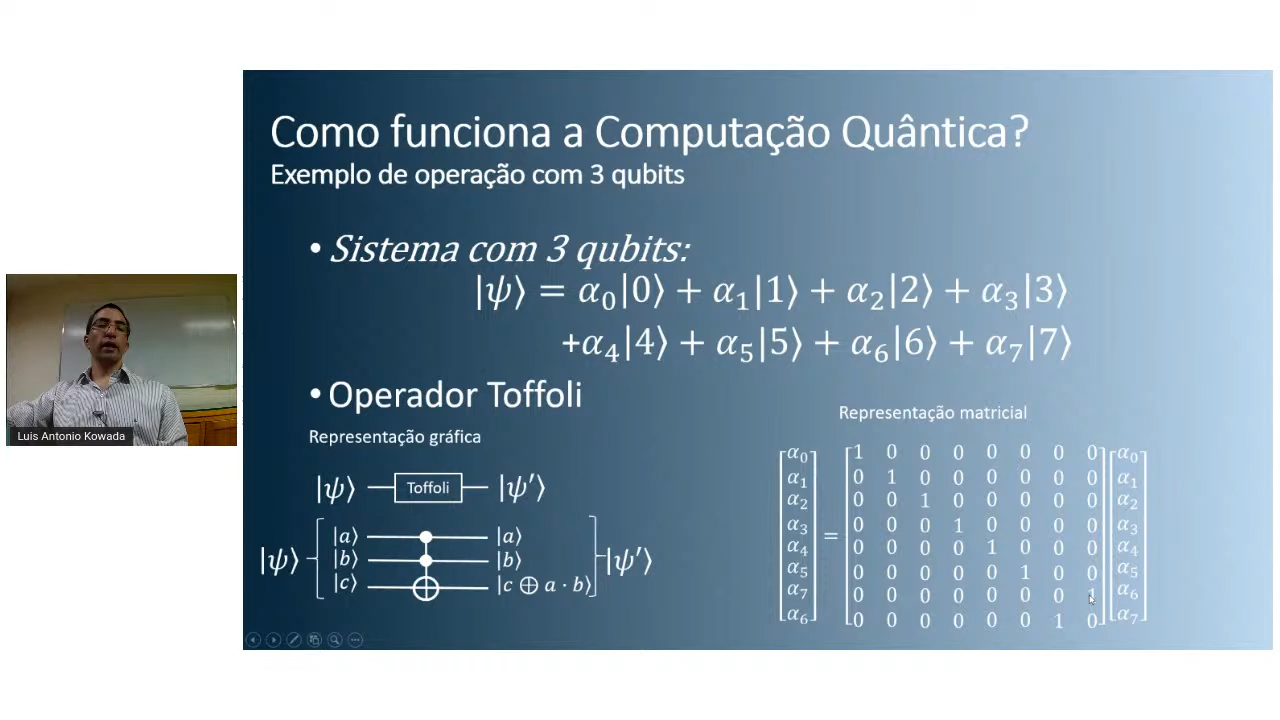 Como funciona a Computação Quântica?
Exemplo de operação com 3 qubits
• Sistema com 3 qubits:
|ψ⟩ = α₀|0⟩ + α₁|1⟩ + α₂|2⟩ + α₃|3⟩
+α₄|4⟩ + α₅|5⟩ + α₆|6⟩ + α₇|7⟩
• Operador Toffoli
Representação gráfica
|ψ⟩ Toffoli |ψ′⟩
|a⟩ |a⟩
|b⟩ |b⟩
|ψ⟩ |ψ′⟩
|c⟩ |c ⊕ a · b⟩
Representação matricial
α₀ 1 0 0 0 0 0 0 0 α₀
α₁ 0 1 0 0 0 0 0 0 α₁
α₂ 0 0 1 0 0 0 0 0 α₂
α₃ 0 0 0 1 0 0 0 0 α₃
=
α₄ 0 0 0 0 1 0 0 0 α₄
α₅ 0 0 0 0 0 1 0 0 α₅
α₇ 0 0 0 0 0 0 0 1 α₆
α₆ 0 0 0 0 0 0 1 0 α₇
Luis Antonio Kowada